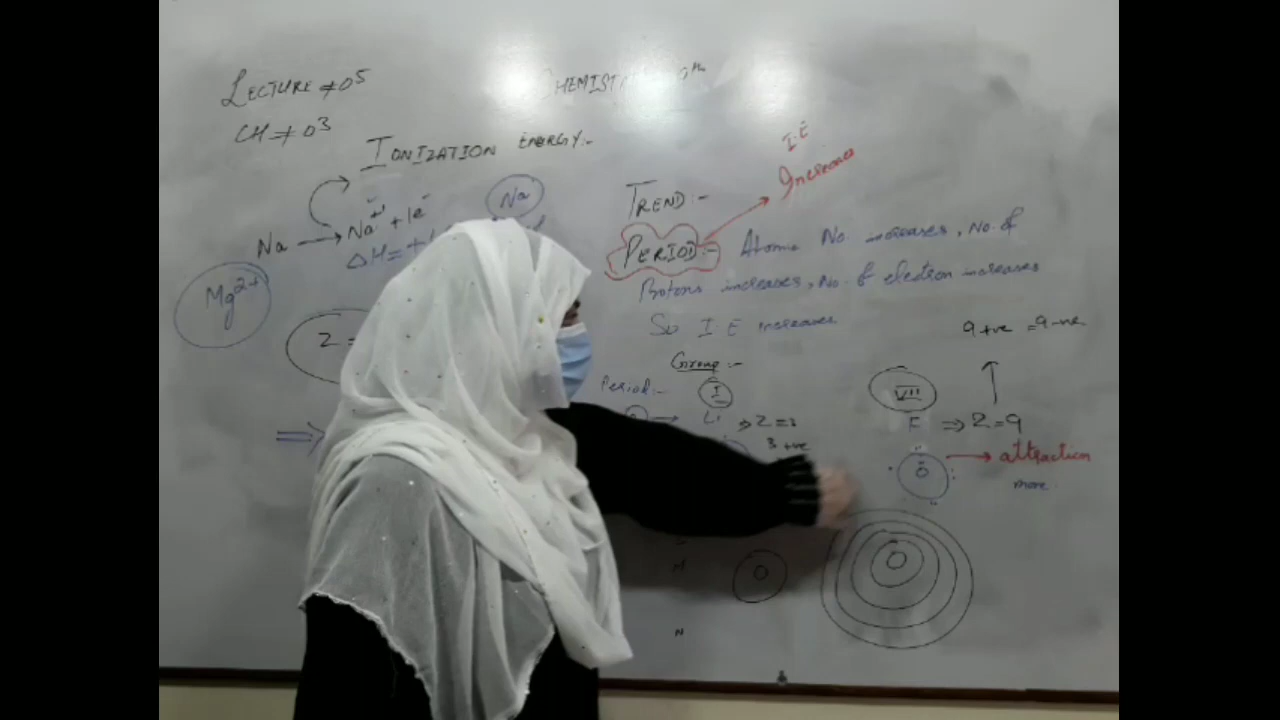 LECTURE # 05
CH # 03
IONIZATION ENERGY:-
Na → Na⁺¹ + 1e⁻
ΔH = +
Na
Mg²⁺
Z =
TREND:-
I.E
Increases
PERIOD:- Atomic No. increases, No. of
Protons increases, No. of electron increases
So I.E increases
Group:-
Period:-
I
Li ⇒ Z = 3
3 +ve
VII
F ⇒ Z = 9
9 +ve = 9 -ve
attraction
more
M
N